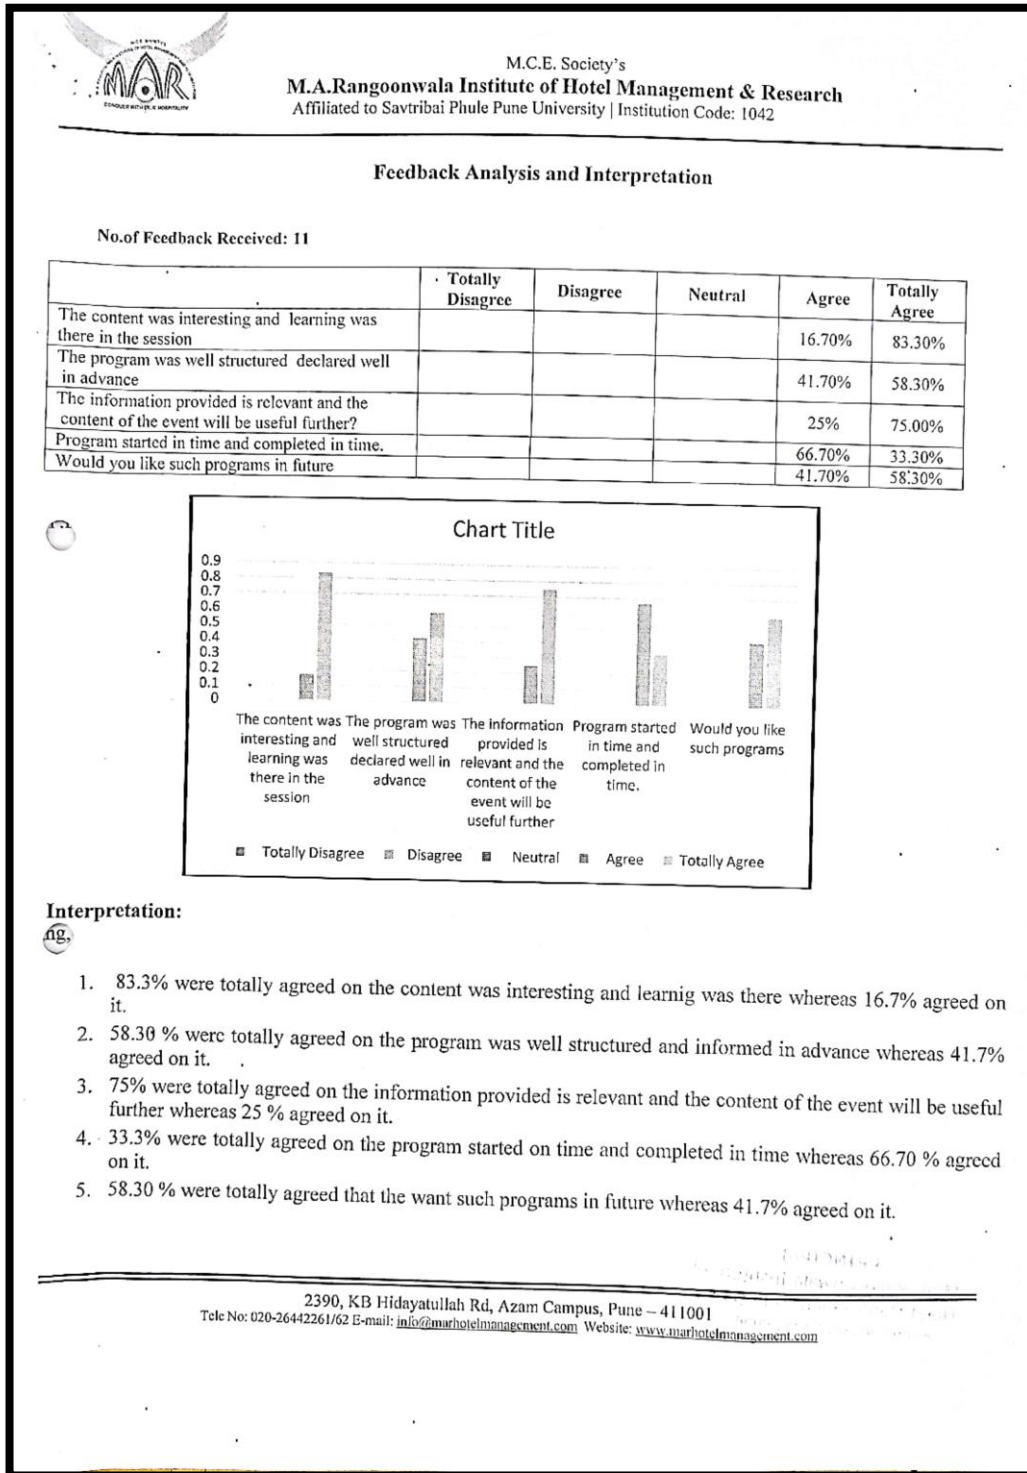 MAR
M.C.E. Society's
M.A.Rangoonwala Institute of Hotel Management & Research
Affiliated to Savtribai Phule Pune University | Institution Code: 1042
Feedback Analysis and Interpretation
No.of Feedback Received: 11
Totally Disagree Disagree Neutral Agree Totally Agree
The content was interesting and learning was
there in the session 16.70% 83.30%
The program was well structured declared well
in advance 41.70% 58.30%
The information provided is relevant and the
content of the event will be useful further? 25% 75.00%
Program started in time and completed in time. 66.70% 33.30%
Would you like such programs in future 41.70% 58.30%
Chart Title
0.9
0.8
0.7
0.6
0.5
0.4
0.3
0.2
0.1
0
The content was interesting and learning was there in the session
The program was well structured declared well in advance
The information provided is relevant and the content of the event will be useful further
Program started in time and completed in time.
Would you like such programs
Totally Disagree Disagree Neutral Agree Totally Agree
Interpretation:
ng,
1. 83.3% were totally agreed on the content was interesting and learnig was there whereas 16.7% agreed on
it.
2. 58.30 % were totally agreed on the program was well structured and informed in advance whereas 41.7%
agreed on it.
3. 75% were totally agreed on the information provided is relevant and the content of the event will be useful
further whereas 25 % agreed on it.
4. 33.3% were totally agreed on the program started on time and completed in time whereas 66.70 % agreed
on it.
5. 58.30 % were totally agreed that the want such programs in future whereas 41.7% agreed on it.
2390, KB Hidayatullah Rd, Azam Campus, Pune – 411001
Tele No: 020-26442261/62 E-mail: info@marhotelmanagement.com Website: www.marhotelmanagement.com